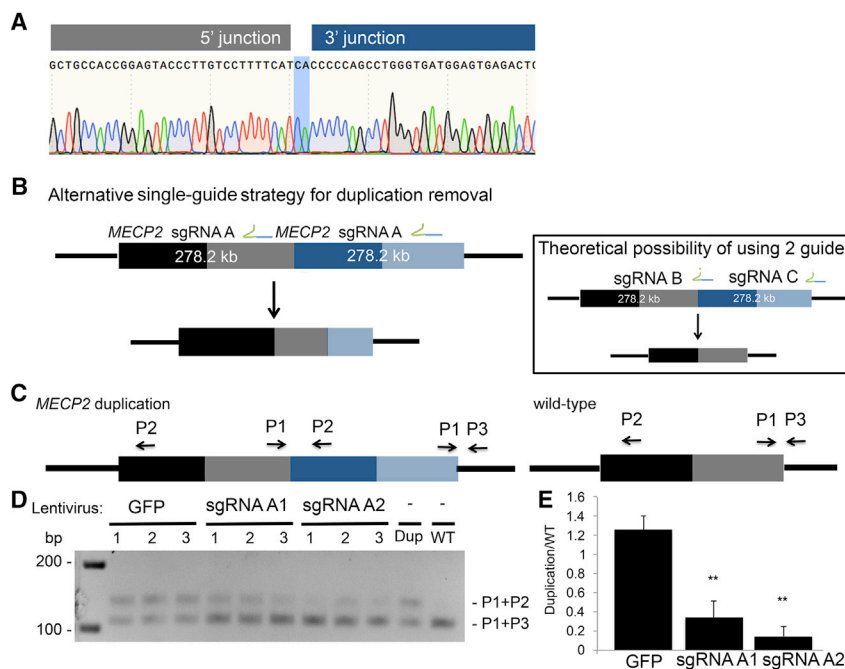 A
5' junction
3' junction
GCTGCCACCGGAGTACCCTTGTCCTTTTCATCACCCCCAGCCTGGGTGATGGAGTGAGACTC
B
Alternative single-guide strategy for duplication removal
MECP2 sgRNA A MECP2 sgRNA A
278.2 kb 278.2 kb
Theoretical possibility of using 2 guide
sgRNA B sgRNA C
278.2 kb 278.2 kb
C
MECP2 duplication
wild-type
P2 P1 P2 P1 P3
P2 P1 P3
D
Lentivirus: GFP sgRNA A1 sgRNA A2 - -
bp 1 2 3 1 2 3 1 2 3 Dup WT
200 -
100 -
- P1+P2
- P1+P3
E
Duplication/WT
1.6
1.4
1.2
1
0.8
0.6
0.4
0.2
0
**
**
GFP sgRNA A1 sgRNA A2